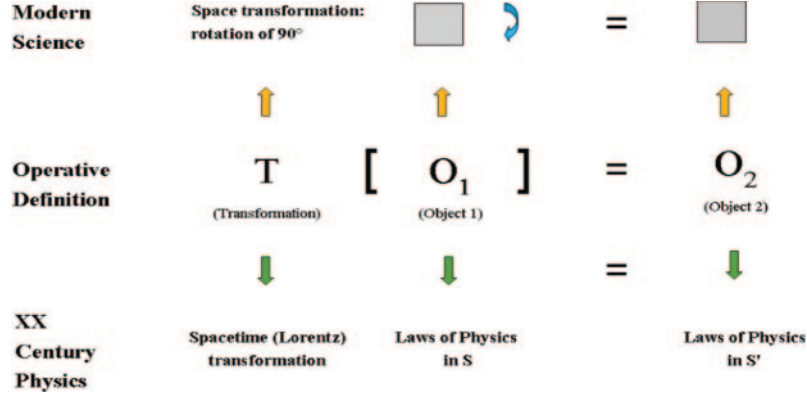 Modern
Science
Space transformation:
rotation of 90°
=
Operative
Definition
T [ O1 ] = O2
(Transformation) (Object 1) (Object 2)
=
XX
Century
Physics
Spacetime (Lorentz)
transformation
Laws of Physics
in S
Laws of Physics
in S'